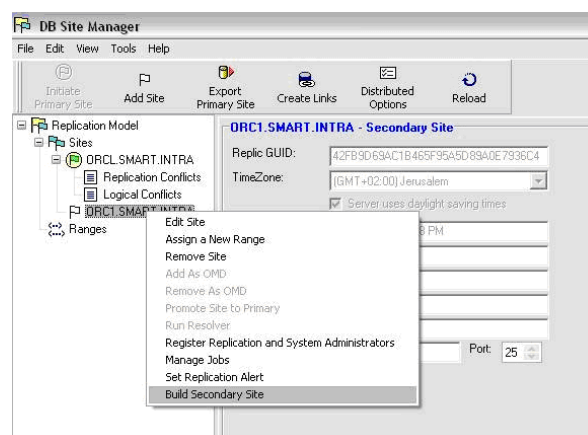 DB Site Manager
File Edit View Tools Help
Initiate Primary Site
Add Site
Export Primary Site
Create Links
Distributed Options
Reload
Replication Model
Sites
ORCL.SMART.INTRA
Replication Conflicts
Logical Conflicts
ORC1.SMART.INTRA
Ranges
ORC1.SMART.INTRA - Secondary Site
Replic GUID: 42FB9D69AC1B465F95A5D89A0E7936C4
TimeZone: (GMT+02:00) Jerusalem
Server uses daylight saving times
PM
Port: 25
Edit Site
Assign a New Range
Remove Site
Add As OMD
Remove As OMD
Promote Site to Primary
Run Resolver
Register Replication and System Administrators
Manage Jobs
Set Replication Alert
Build Secondary Site